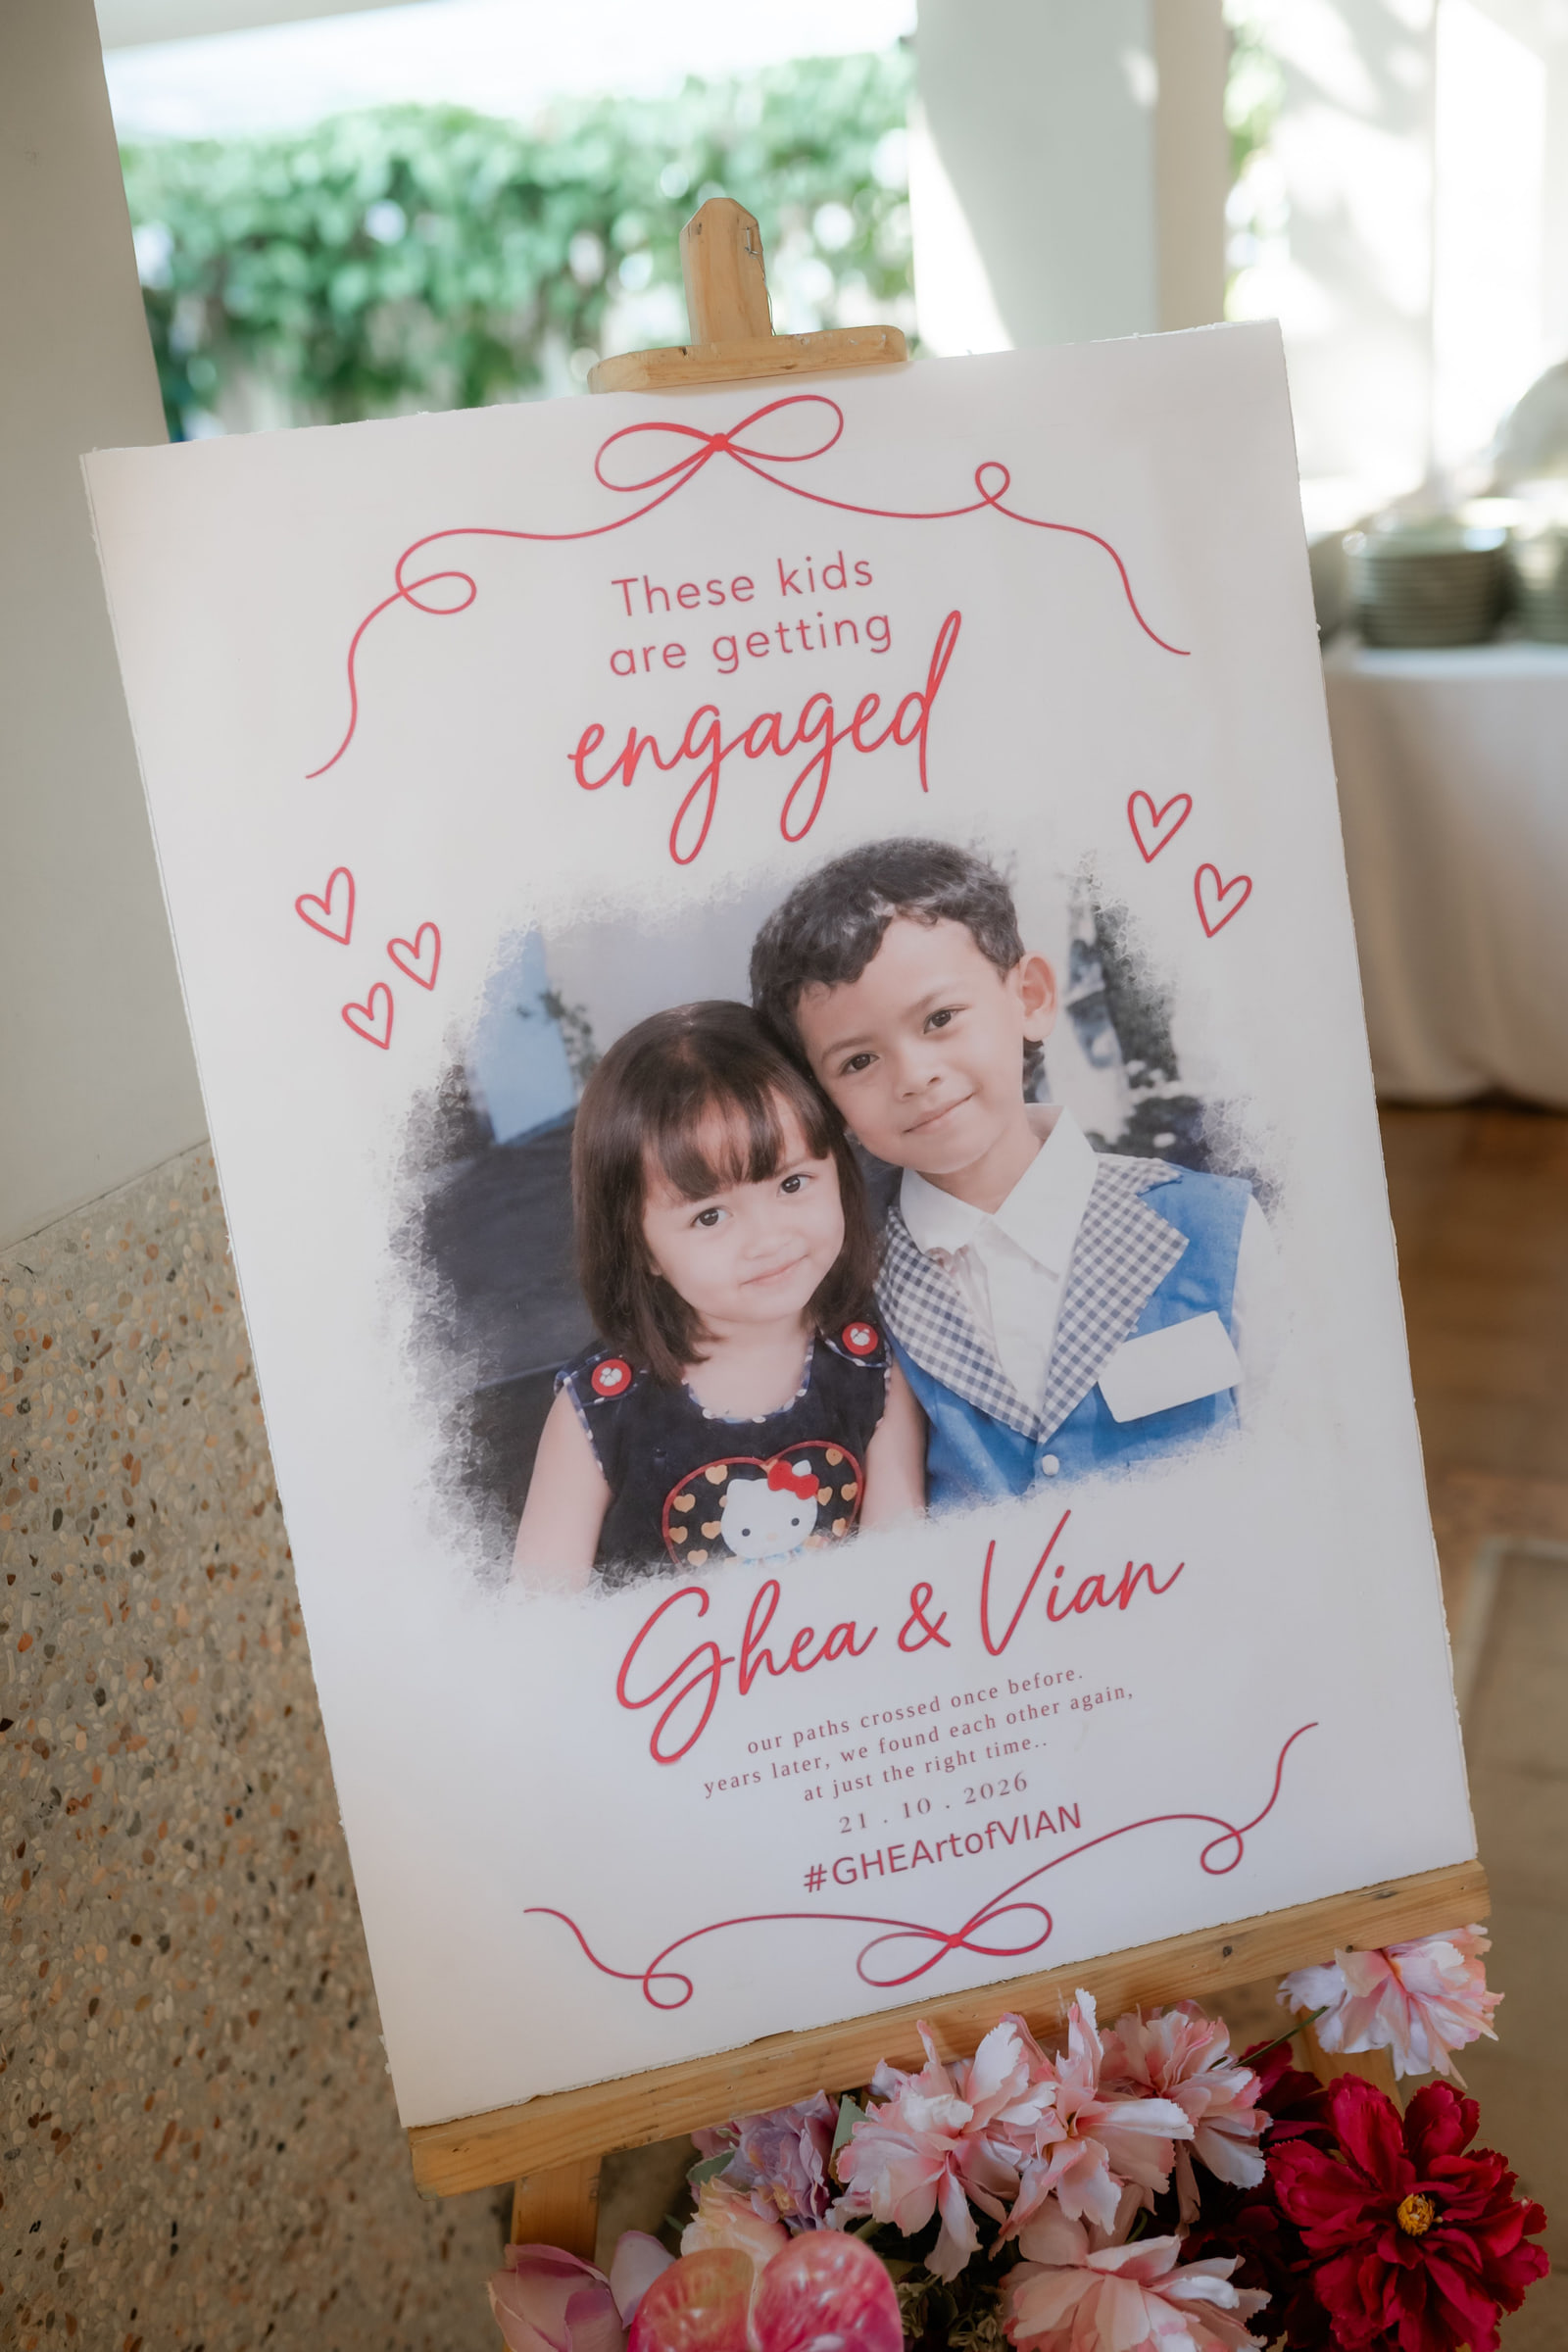 These kids
are getting
engaged
Ghea & Vian
our paths crossed once before.
years later, we found each other again,
at just the right time..
21 . 10 . 2026
#GHEArtofVIAN